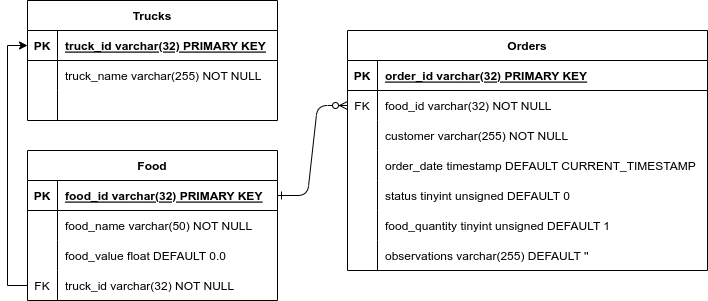 Trucks
PK truck_id varchar(32) PRIMARY KEY
truck_name varchar(255) NOT NULL
Food
PK food_id varchar(32) PRIMARY KEY
food_name varchar(50) NOT NULL
food_value float DEFAULT 0.0
FK truck_id varchar(32) NOT NULL
Orders
PK order_id varchar(32) PRIMARY KEY
FK food_id varchar(32) NOT NULL
customer varchar(255) NOT NULL
order_date timestamp DEFAULT CURRENT_TIMESTAMP
status tinyint unsigned DEFAULT 0
food_quantity tinyint unsigned DEFAULT 1
observations varchar(255) DEFAULT ''